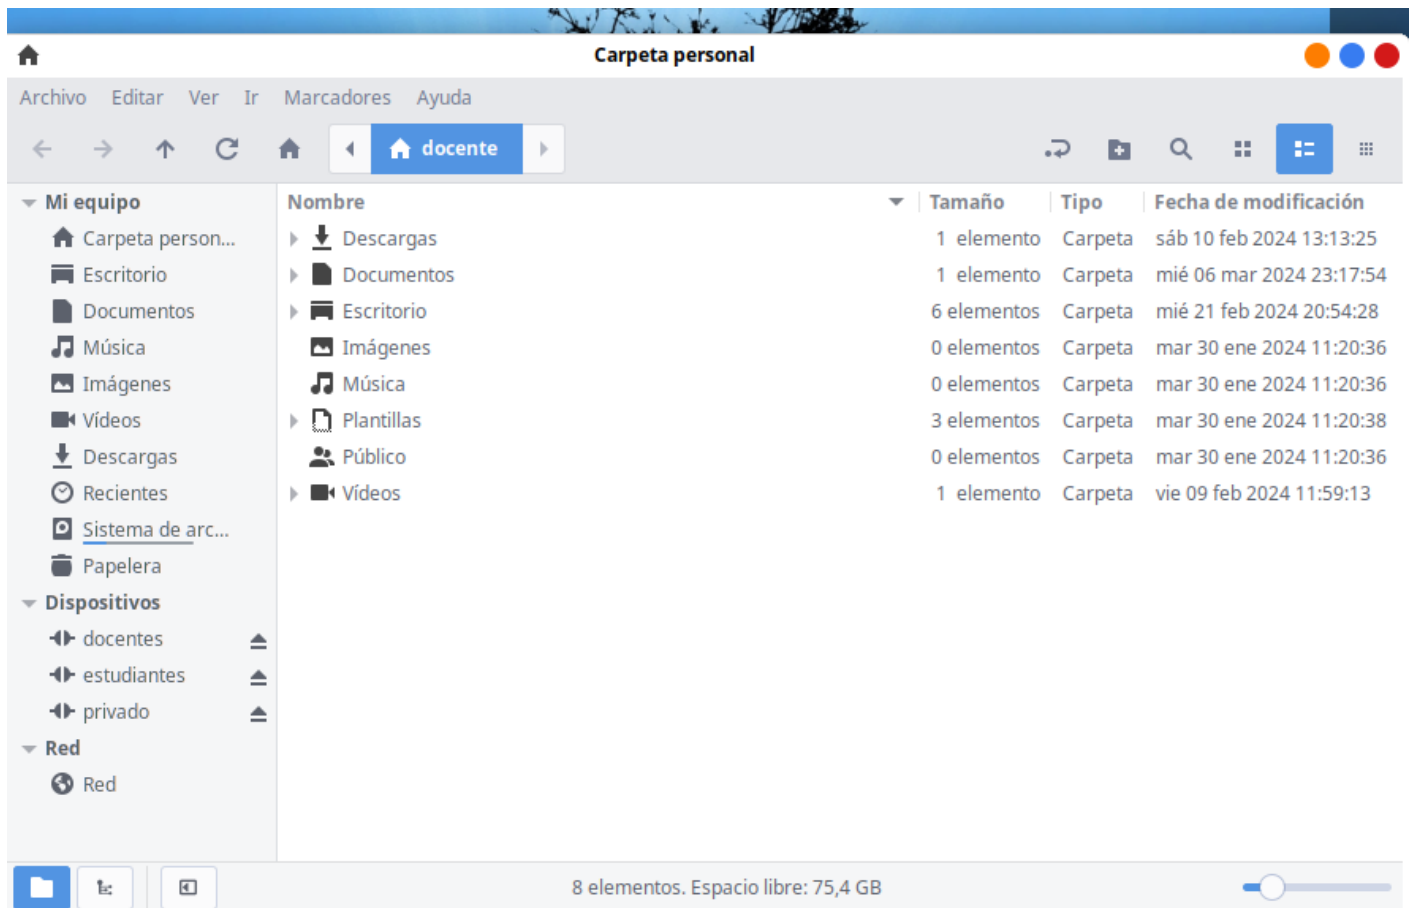 Carpeta personal
Archivo Editar Ver Ir Marcadores Ayuda
docente
Mi equipo
Carpeta person...
Escritorio
Documentos
Música
Imágenes
Vídeos
Descargas
Recientes
Sistema de arc...
Papelera
Dispositivos
docentes
estudiantes
privado
Red
Red
Nombre Tamaño Tipo Fecha de modificación
Descargas 1 elemento Carpeta sáb 10 feb 2024 13:13:25
Documentos 1 elemento Carpeta mié 06 mar 2024 23:17:54
Escritorio 6 elementos Carpeta mié 21 feb 2024 20:54:28
Imágenes 0 elementos Carpeta mar 30 ene 2024 11:20:36
Música 0 elementos Carpeta mar 30 ene 2024 11:20:36
Plantillas 3 elementos Carpeta mar 30 ene 2024 11:20:38
Público 0 elementos Carpeta mar 30 ene 2024 11:20:36
Vídeos 1 elemento Carpeta vie 09 feb 2024 11:59:13
8 elementos. Espacio libre: 75,4 GB